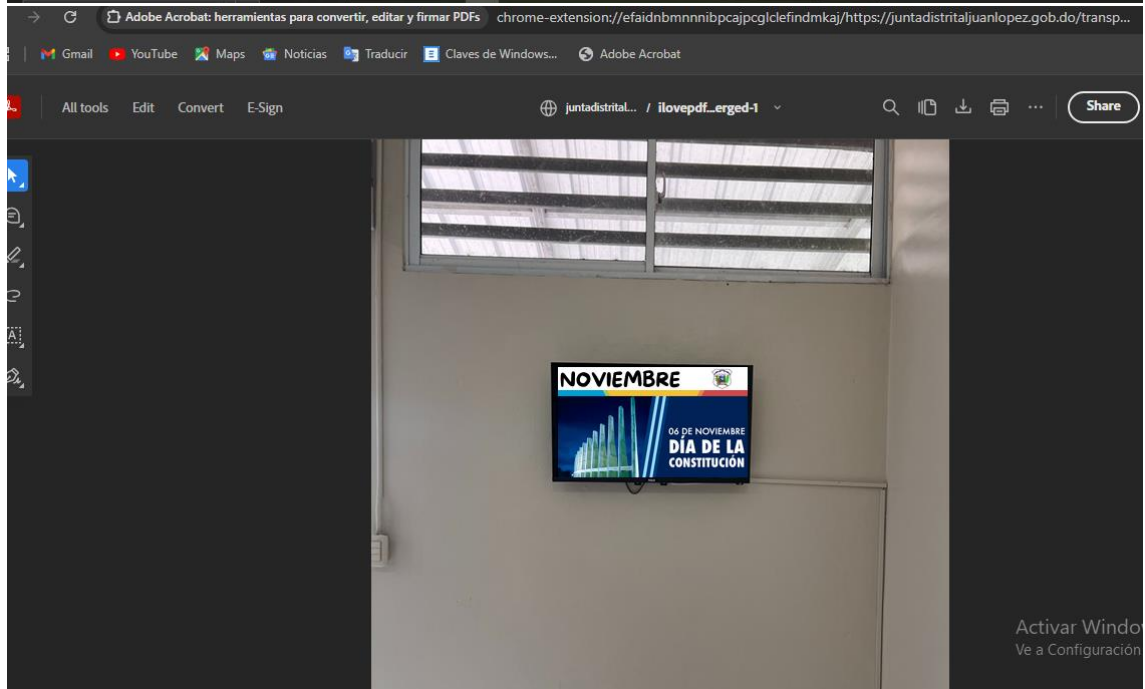 Adobe Acrobat: herramientas para convertir, editar y firmar PDFs chrome-extension://efaidnbmnnnibpcajpcglclefindmkaj/https://juntadistritaljuanlopez.gob.do/transp...
Gmail YouTube Maps Noticias Traducir Claves de Windows... Adobe Acrobat
All tools Edit Convert E-Sign juntadistrital... / ilovepdf_erged-1 Share
NOVIEMBRE
06 DE NOVIEMBRE
DÍA DE LA
CONSTITUCIÓN
Activar Windo
Ve a Configuración